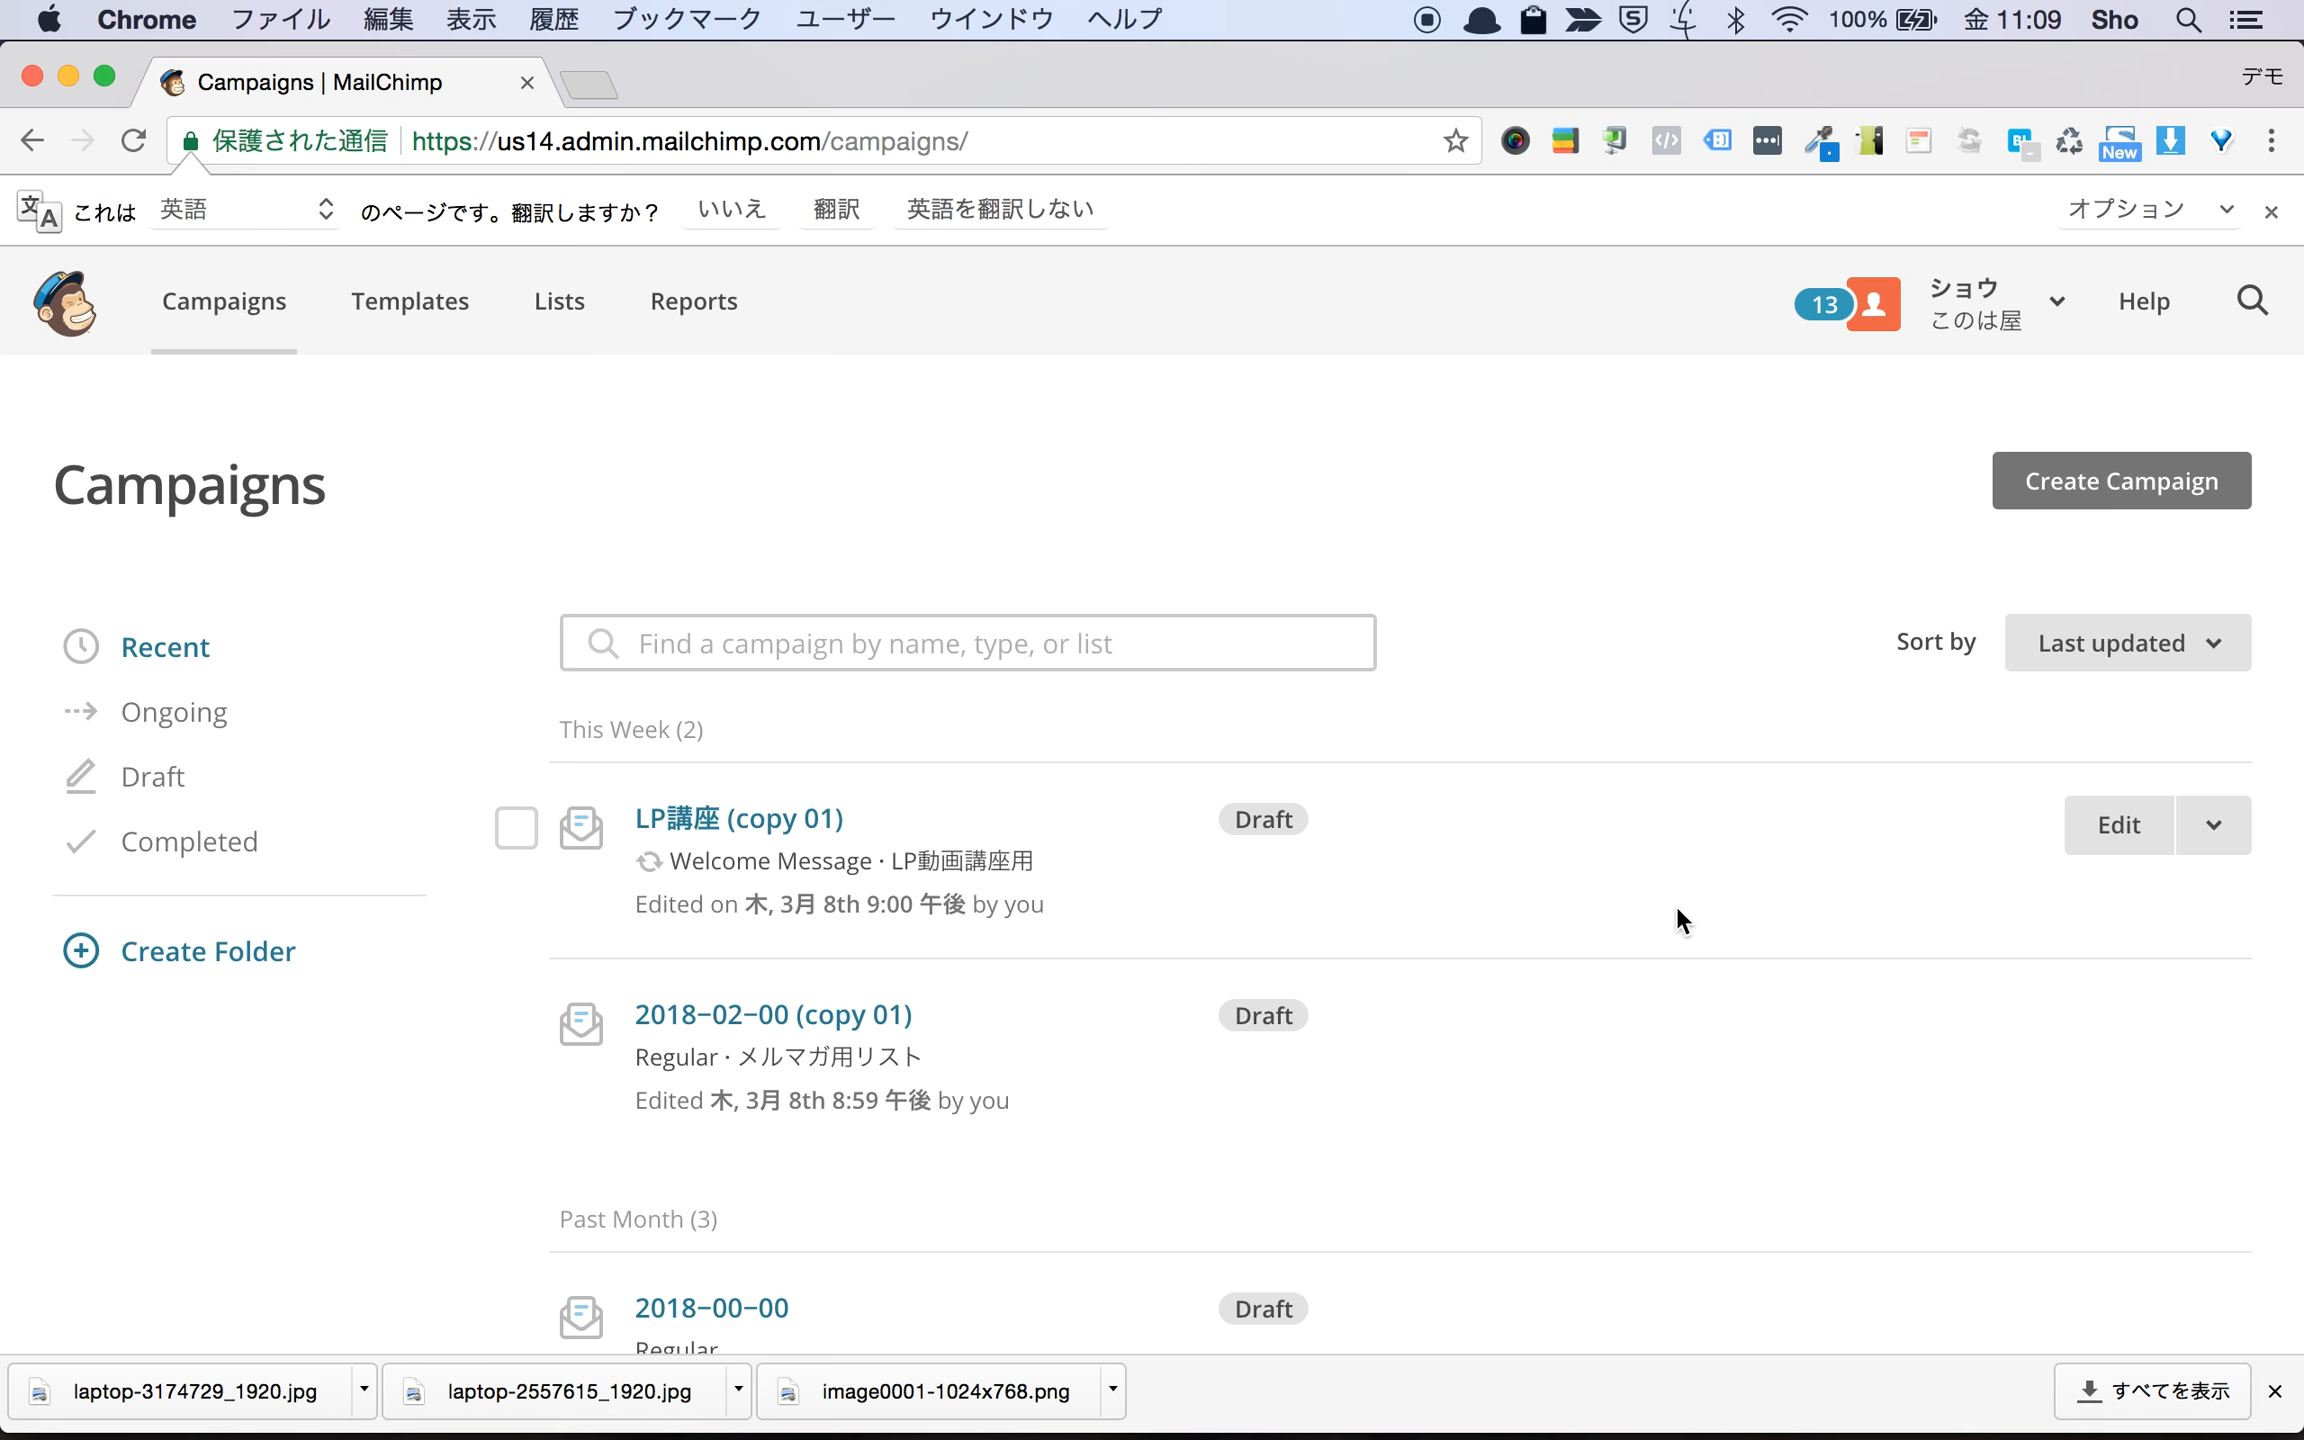 Chrome ファイル 編集 表示 履歴 ブックマーク ユーザー ウインドウ ヘルプ 100% 金 11:09 Sho
Campaigns | MailChimp デモ
保護された通信 https://us14.admin.mailchimp.com/campaigns/ New
これは 英語 のページです。翻訳しますか？ いいえ 翻訳 英語を翻訳しない オプション
Campaigns Templates Lists Reports 13 ショウ このは屋 Help
Campaigns Create Campaign
Recent
Ongoing
Draft
Completed
Create Folder
Find a campaign by name, type, or list Sort by Last updated
This Week (2)
LP講座 (copy 01) Draft Edit
Welcome Message · LP動画講座用
Edited on 木, 3月 8th 9:00 午後 by you
2018-02-00 (copy 01) Draft
Regular · メルマガ用リスト
Edited 木, 3月 8th 8:59 午後 by you
Past Month (3)
2018-00-00 Draft
Regular
laptop-3174729_1920.jpg laptop-2557615_1920.jpg image0001-1024x768.png すべてを表示